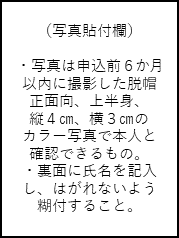 （写真貼付欄）
・写真は申込前６か月
以内に撮影した脱帽
正面向、上半身、
縦４㎝、横３㎝の
カラー写真で本人と
確認できるもの。
・裏面に氏名を記入
し、はがれないよう
糊付すること。